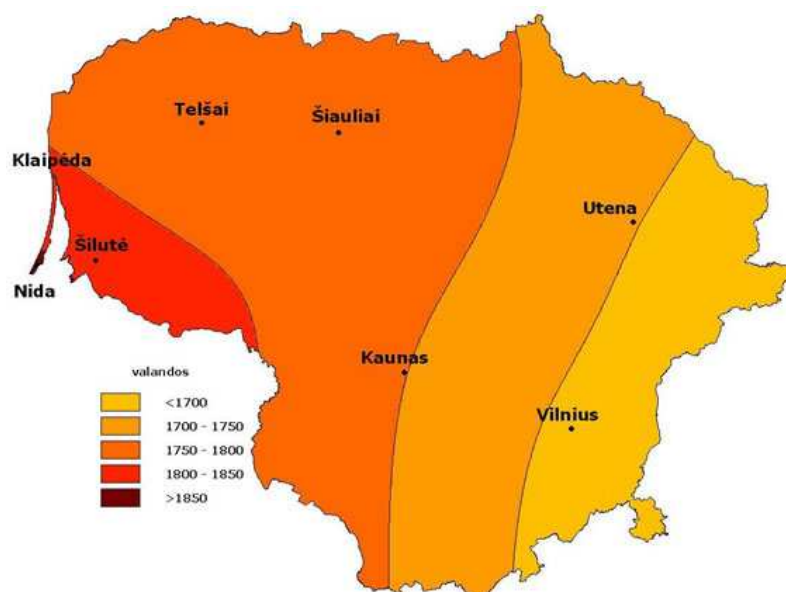 Telšai
Šiauliai
Klaipėda
Utena
Šilutė
Nida
Kaunas
Vilnius
valandos
<1700
1700 - 1750
1750 - 1800
1800 - 1850
>1850